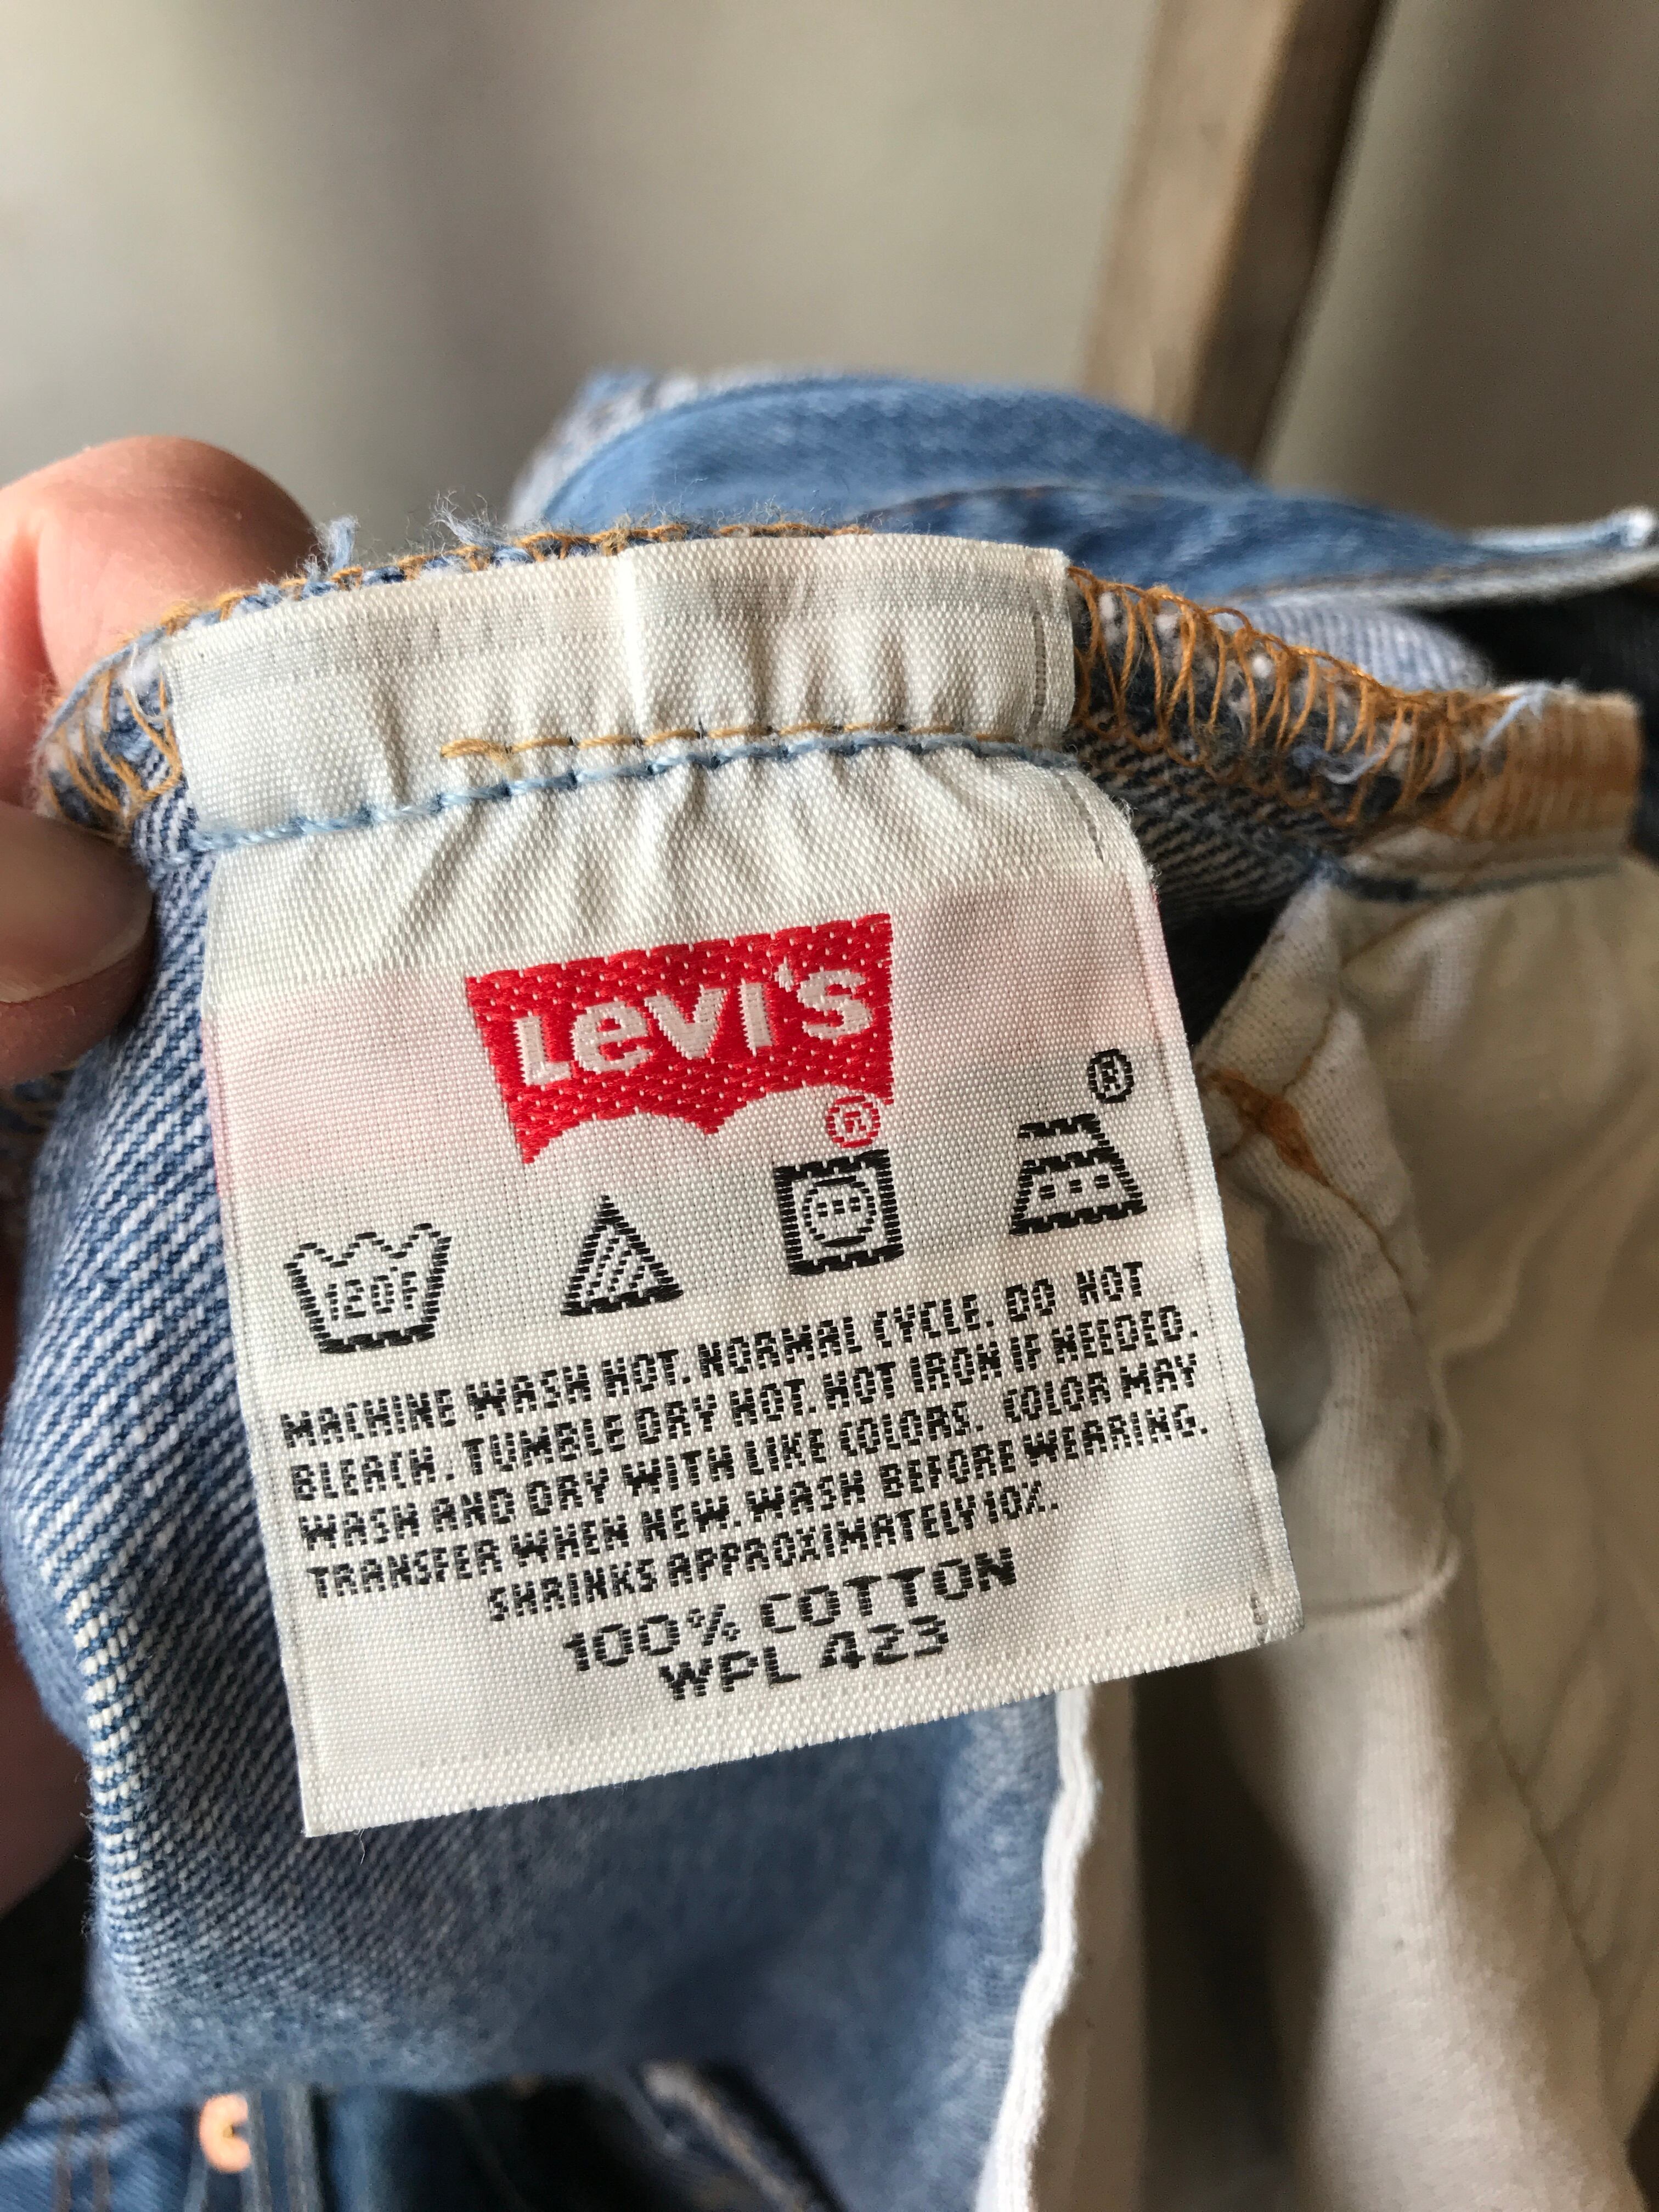 Levi's
®
®
120F
MACHINE WASH HOT, NORMAL CYCLE. DO NOT
BLEACH. TUMBLE DRY HOT. HOT IRON IF NEEDED.
WASH AND DRY WITH LIKE COLORS. COLOR MAY
TRANSFER WHEN NEW. WASH BEFORE WEARING.
SHRINKS APPROXIMATELY 10%.
100% COTTON
WPL 423